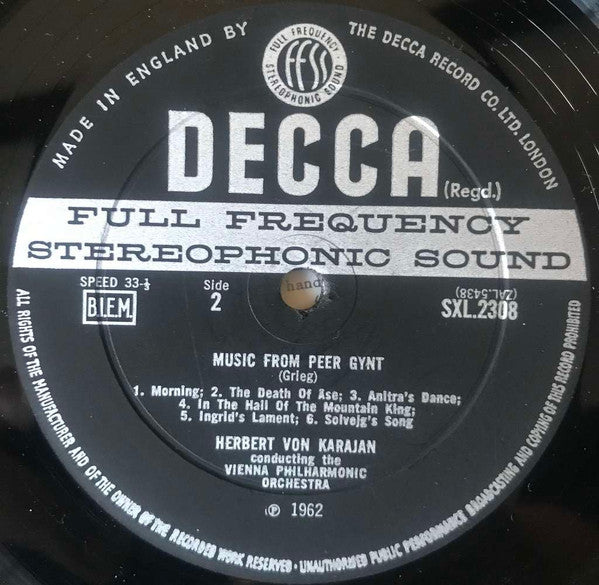 MADE IN ENGLAND BY
THE DECCA RECORD CO. LTD. LONDON
FULL FREQUENCY
STEREOPHONIC SOUND
FFSS
DECCA (Regd.)
FULL FREQUENCY
STEREOPHONIC SOUND
SPEED 33-⅓
B.I.E.M.
Side
2
hand
(ZAL.5438)
SXL.2308
MUSIC FROM PEER GYNT
(Grieg)
1. Morning; 2. The Death Of Ase; 3. Anitra's Dance;
4. In The Hall Of The Mountain King;
5. Ingrid's Lament; 6. Solvejg's Song
HERBERT VON KARAJAN
conducting the
VIENNA PHILHARMONIC
ORCHESTRA
℗ 1962
ALL RIGHTS OF THE MANUFACTURER AND OF THE OWNER OF THE RECORDED WORK RESERVED · UNAUTHORISED PUBLIC PERFORMANCE BROADCASTING AND COPYING OF THIS RECORD PROHIBITED